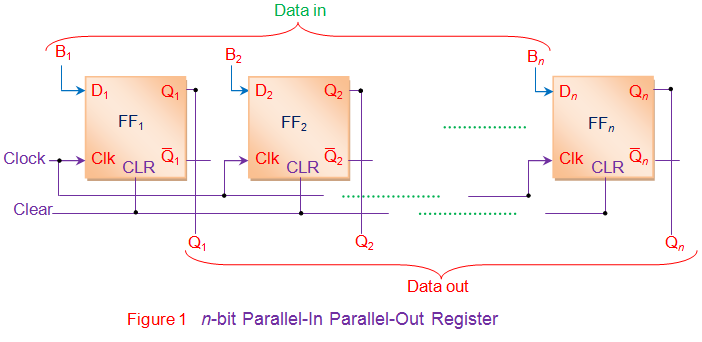 Data in
B1 B2 Bn
D1 Q1 D2 Q2 Dn Qn
FF1 FF2 FFn
Clock Clk Q̅1 Clk Q̅2 Clk Q̅n
CLR CLR CLR
Clear
Q1 Q2 Qn
Data out
Figure 1 n-bit Parallel-In Parallel-Out Register